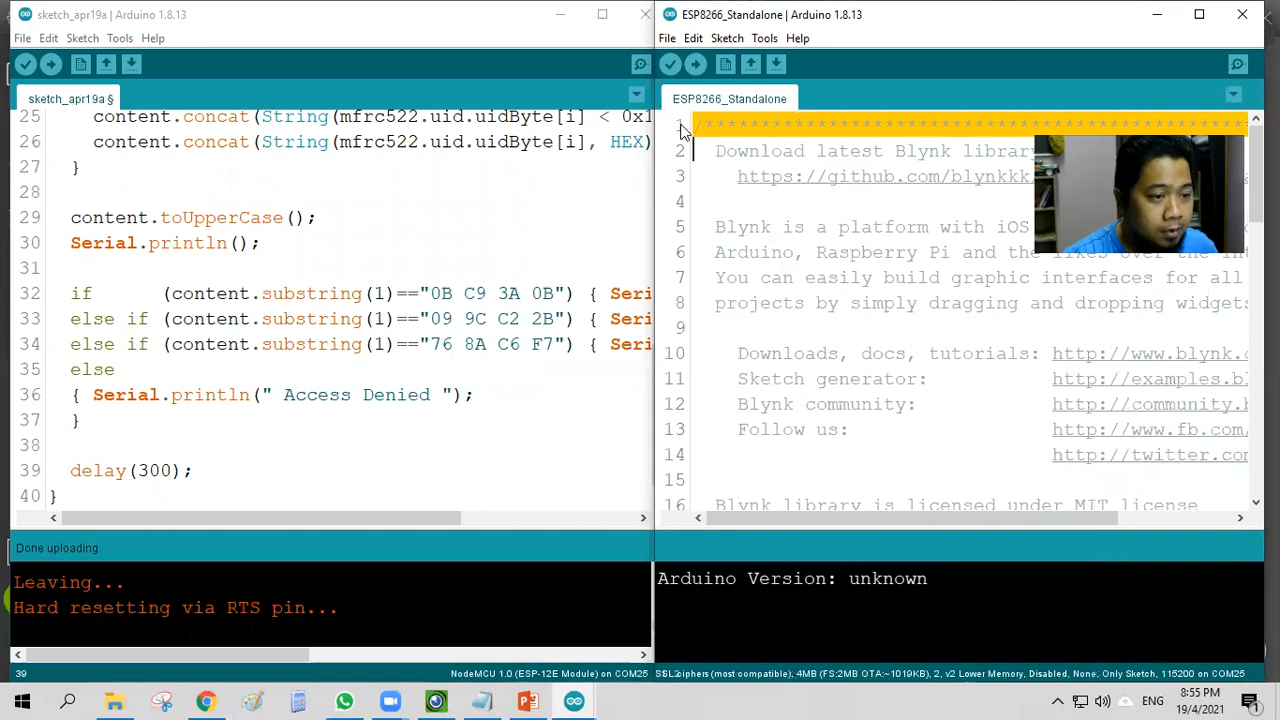 sketch_apr19a | Arduino 1.8.13
File Edit Sketch Tools Help
sketch_apr19a §
25 content.concat(String(mfrc522.uid.uidByte[i] < 0x1
26 content.concat(String(mfrc522.uid.uidByte[i], HEX)
27 }
28
29 content.toUpperCase();
30 Serial.println();
31
32 if (content.substring(1)=="0B C9 3A 0B") { Seri
33 else if (content.substring(1)=="09 9C C2 2B") { Seri
34 else if (content.substring(1)=="76 8A C6 F7") { Seri
35 else
36 { Serial.println(" Access Denied ");
37 }
38
39 delay(300);
40 }
Done uploading.
Leaving...
Hard resetting via RTS pin...
39 NodeMCU 1.0 (ESP-12E Module) on COM25
ESP8266_Standalone | Arduino 1.8.13
File Edit Sketch Tools Help
ESP8266_Standalone
1 /************************************************
2 Download latest Blynk library
3 https://github.com/blynkkk/
4
5 Blynk is a platform with iOS
6 Arduino, Raspberry Pi and the likes over the Int
7 You can easily build graphic interfaces for all
8 projects by simply dragging and dropping widgets
9
10 Downloads, docs, tutorials: http://www.blynk.c
11 Sketch generator: http://examples.bl
12 Blynk community: http://community.b
13 Follow us: http://www.fb.com/
14 http://twitter.com
15
16 Blynk library is licensed under MIT license
Arduino Version: unknown
(most compatible), 4MB (FS:2MB OTA:~1019KB), 2, v2 Lower Memory, Disabled, None, Only Sketch, 115200 on COM25
ENG
8:55 PM
19/4/2021